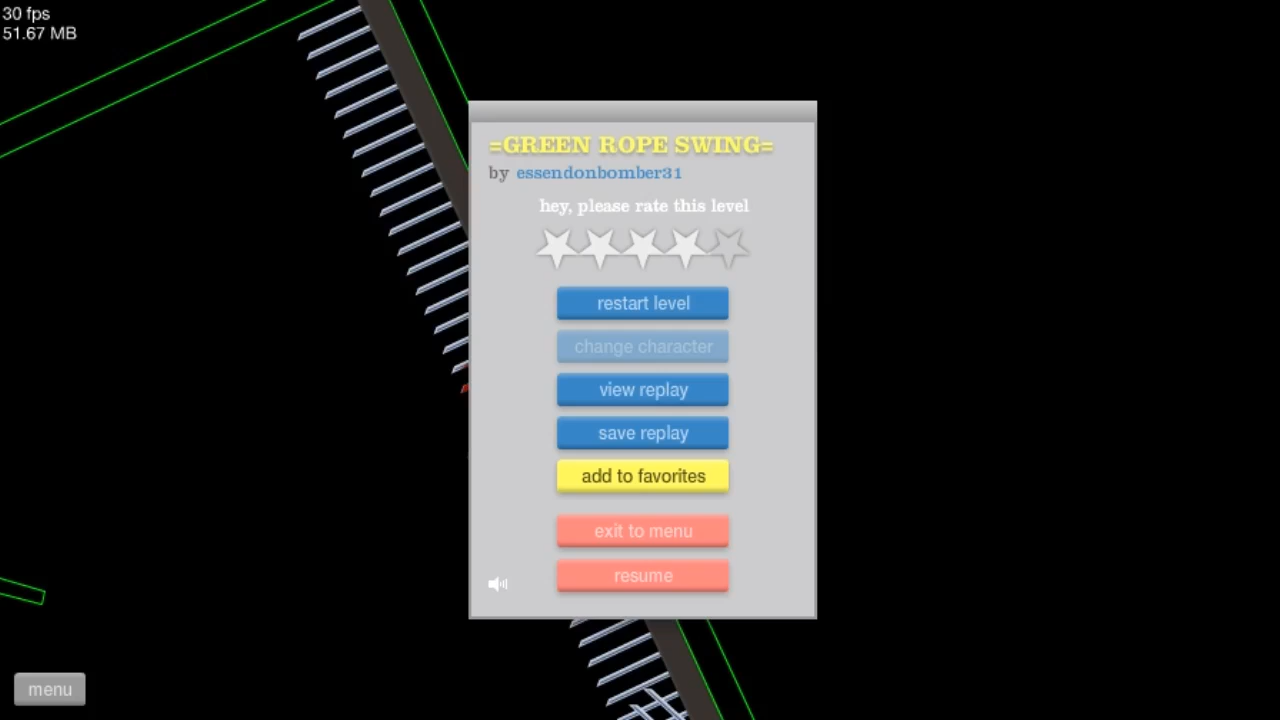 30 fps
51.67 MB
=GREEN ROPE SWING=
by essendonbomber31
hey, please rate this level
restart level
change character
view replay
save replay
add to favorites
exit to menu
resume
menu